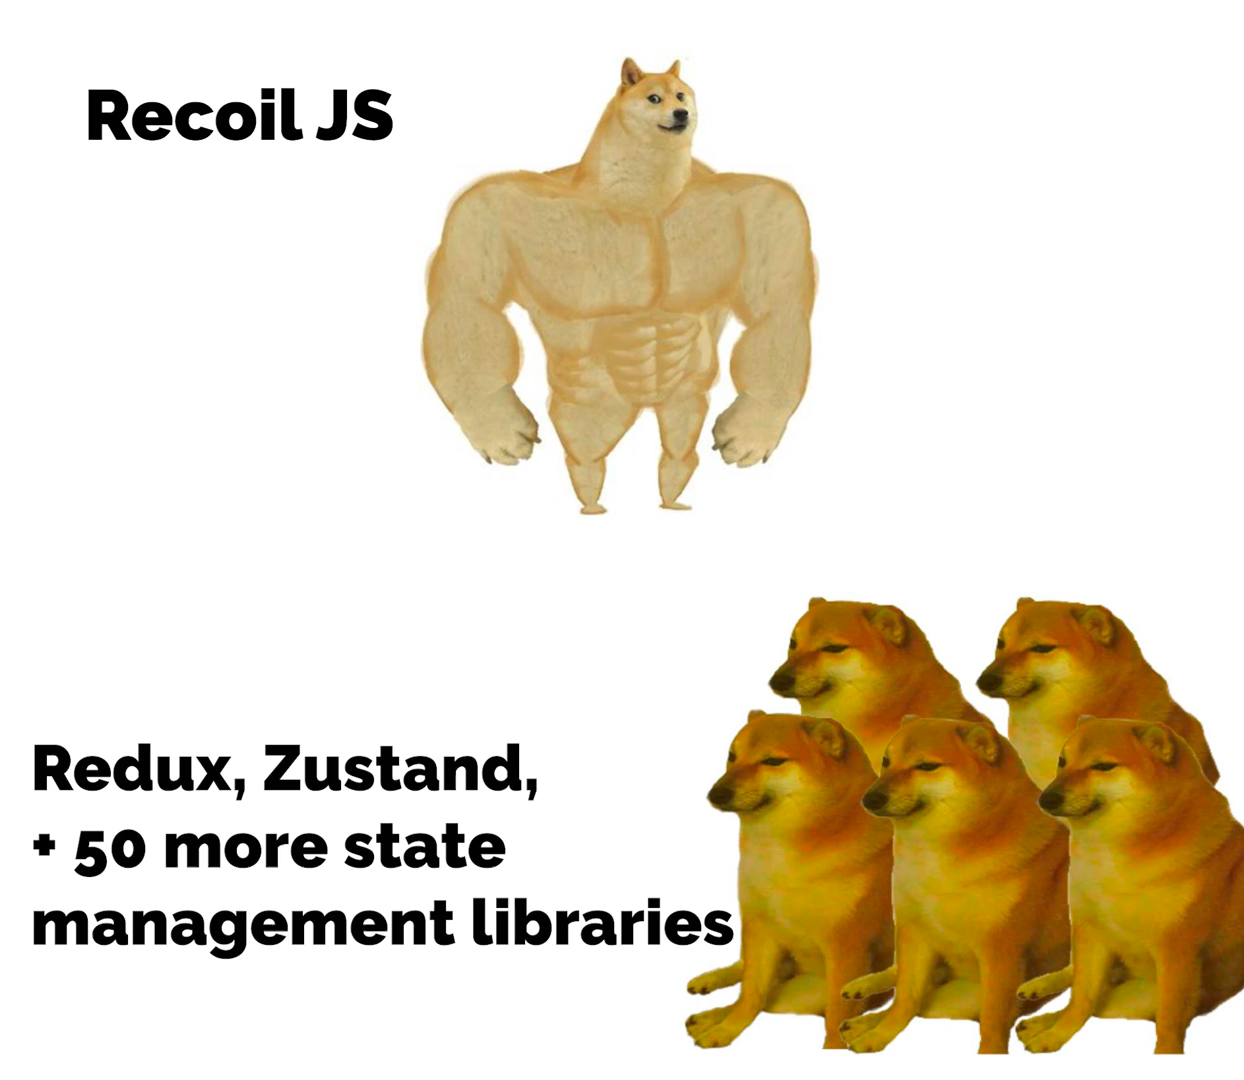 Recoil JS
Redux, Zustand,
+ 50 more state
management libraries